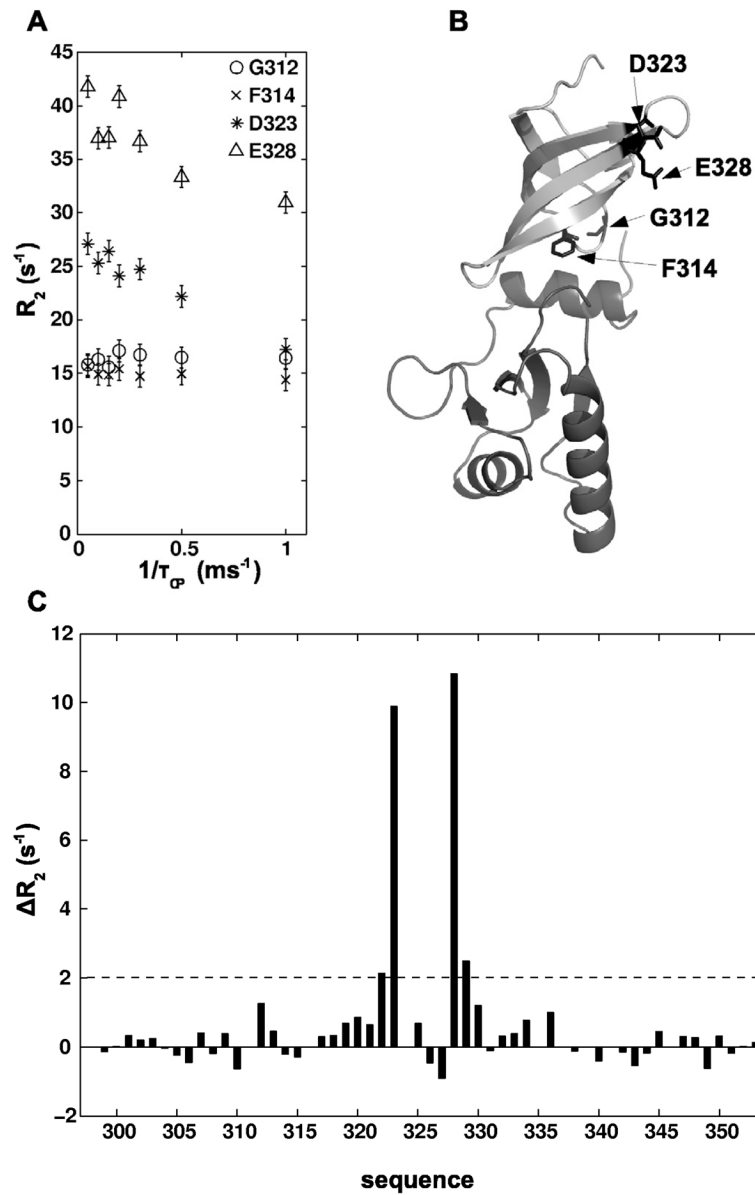 A
45
40
35
30
25
20
15
10
5
0
R₂ (s⁻¹)
G312
F314
D323
E328
0 0.5 1
1/τCP (ms⁻¹)
B
D323
E328
G312
F314
C
12
10
8
6
4
2
0
−2
ΔR₂ (s⁻¹)
300 305 310 315 320 325 330 335 340 345 350
sequence